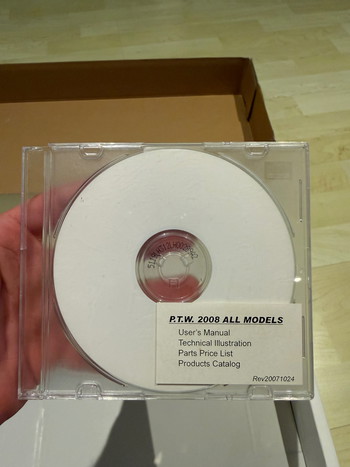 P.T.W. 2008 ALL MODELS
User's Manual
Technical Illustration
Parts Price List
Products Catalog
Rev20071024